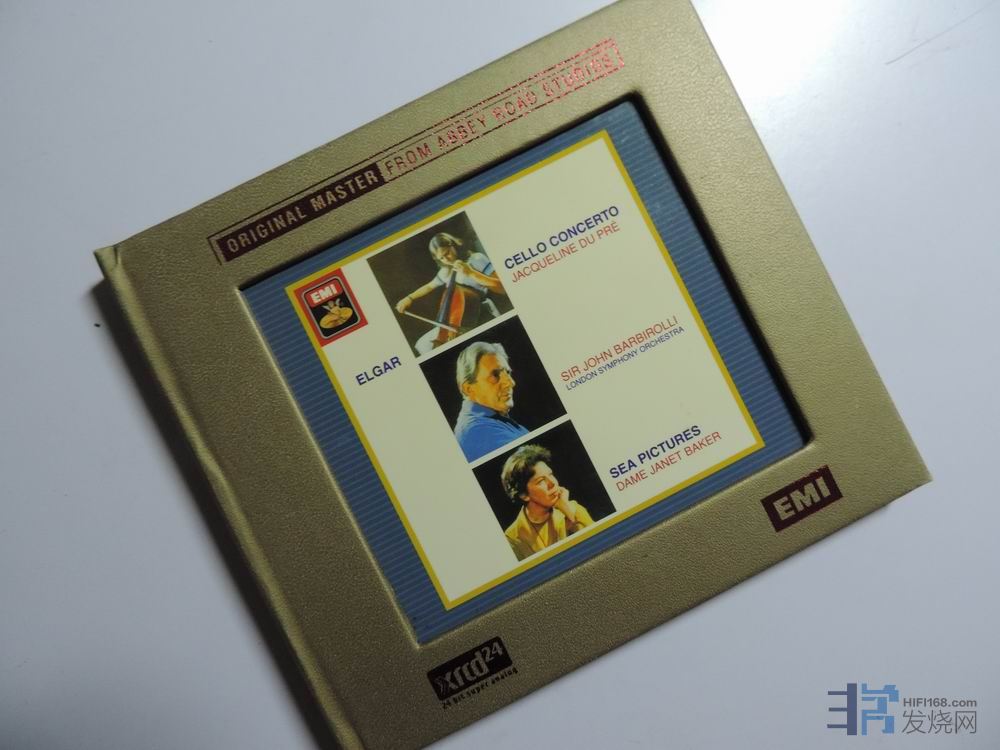 ORIGINAL MASTER FROM ABBEY ROAD STUDIOS
EMI
ELGAR
CELLO CONCERTO
JACQUELINE DU PRÉ
SIR JOHN BARBIROLLI
LONDON SYMPHONY ORCHESTRA
SEA PICTURES
DAME JANET BAKER
EMI
xrcd24
24 bit super analog
HIFI168.com
发烧网